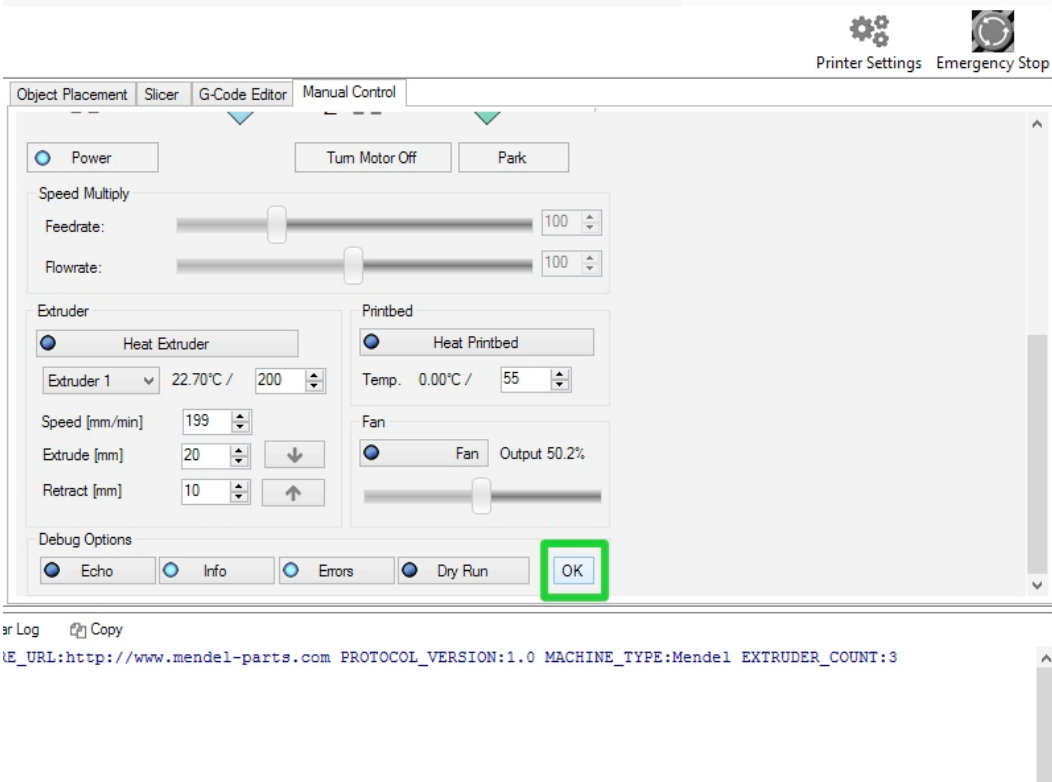 Printer Settings Emergency Stop
Object Placement Slicer G-Code Editor Manual Control
Power Turn Motor Off Park
Speed Multiply
Feedrate: 100
Flowrate: 100
Extruder Printbed
Heat Extruder Heat Printbed
Extruder 1 22.70°C / 200 Temp. 0.00°C / 55
Speed [mm/min] 199 Fan
Extrude [mm] 20 Fan Output 50.2%
Retract [mm] 10
Debug Options
Echo Info Errors Dry Run OK
ar Log Copy
RE_URL:http://www.mendel-parts.com PROTOCOL_VERSION:1.0 MACHINE_TYPE:Mendel EXTRUDER_COUNT:3